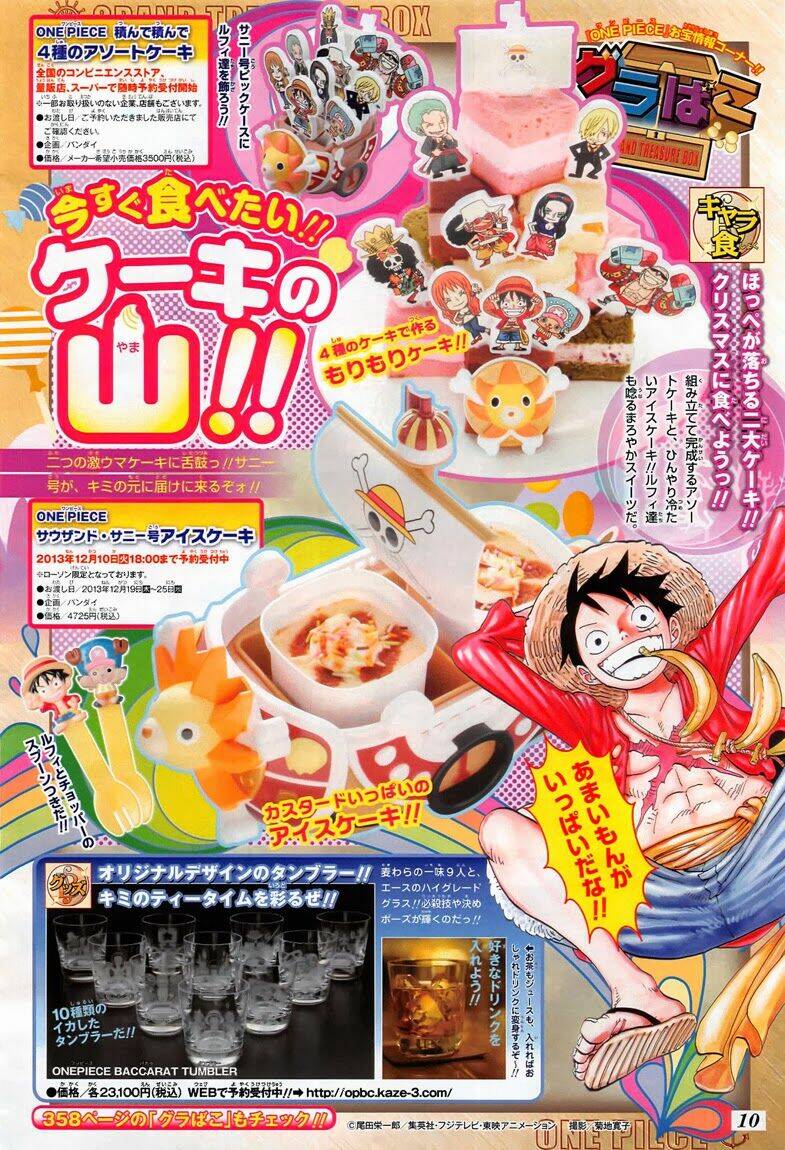 GRAND TREASURE BOX
『ONE PIECE』お宝情報コーナー!!
グラばこ
GRAND TREASURE BOX
ONE PIECE 積んで積んで
4種のアソートケーキ
全国のコンビニエンスストア、
量販店、スーパーで随時予約受付開始
※一部お取り扱いのない企業、店舗もございます。
●お渡し日／ご予約いただきました販売店にて
ご確認ください。
●企画／バンダイ
●価格／メーカー希望小売価格3500円(税込)
サニー号ピックケースに
ルフィ達を飾ろう!!
キャラ食
ほっぺが落ちる二大ケーキ!!
クリスマスに食べようっ!!
組み立てて完成するアソー
トケーキと、ひんやり冷た
いアイスケーキ!!ルフィ達
も唸るまろやかスイーツだ。
今すぐ食べたい!!
ケーキの
山!!
4種のケーキで作る
もりもりケーキ!!
二つの激ウマケーキに舌鼓っ!!サニー
号が、キミの元に届けに来るぞォ!!
ONE PIECE
サウザンド・サニー号アイスケーキ
2013年12月10日火18:00まで予約受付中
※ローソン限定となっております。
●お渡し日／2013年12月19日木〜25日水
●企画／バンダイ
●価格／4725円(税込)
ルフィとチョッパーの
スプーンつきだ!!
カスタードいっぱいの
アイスケーキ!!
あまいもんが
いっぱいだな!!
グッズ
オリジナルデザインのタンブラー!!
キミのティータイムを彩るぜ!!
麦わらの一味9人と、
エースのハイグレード
グラス!!必殺技や決め
ポーズが輝くのだっ!!
10種類の
イカした
タンブラーだ!!
好きなドリンクを
入れよう!!
←お茶もジュースも、入れればお
しゃれドリンクに変身するぞ〜!!
ONEPIECE BACCARAT TUMBLER
●価格／各23,100円(税込) WEBで予約受付中!!➡http://opbc.kaze-3.com/
358ページの「グラばこ」もチェック!!
©尾田栄一郎／集英社・フジテレビ・東映アニメーション 撮影／菊地寛子
ONE PIECE
10